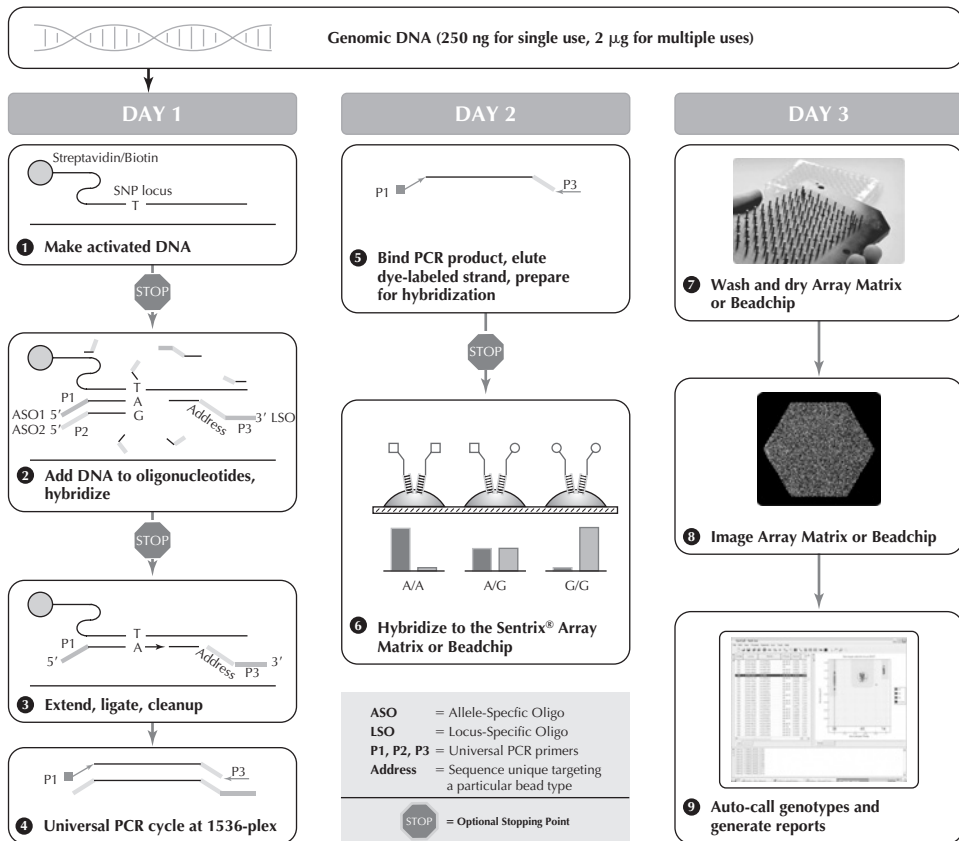 Genomic DNA (250 ng for single use, 2 μg for multiple uses)
DAY 1
Streptavidin/Biotin
SNP locus
T
1 Make activated DNA
STOP
P1
T
A
G
ASO1 5′
ASO2 5′
P2
Address
P3
3′ LSO
2 Add DNA to oligonucleotides,
hybridize
STOP
P1
T
A
5′
Address
P3
3′
3 Extend, ligate, cleanup
P1
P3
4 Universal PCR cycle at 1536-plex
DAY 2
P1
P3
5 Bind PCR product, elute
dye-labeled strand, prepare
for hybridization
STOP
A/A
A/G
G/G
6 Hybridize to the Sentrix® Array
Matrix or Beadchip
ASO = Allele-Specfic Oligo
LSO = Locus-Specific Oligo
P1, P2, P3 = Universal PCR primers
Address = Sequence unique targeting
a particular bead type
STOP = Optional Stopping Point
DAY 3
7 Wash and dry Array Matrix
or Beadchip
8 Image Array Matrix or Beadchip
9 Auto-call genotypes and
generate reports